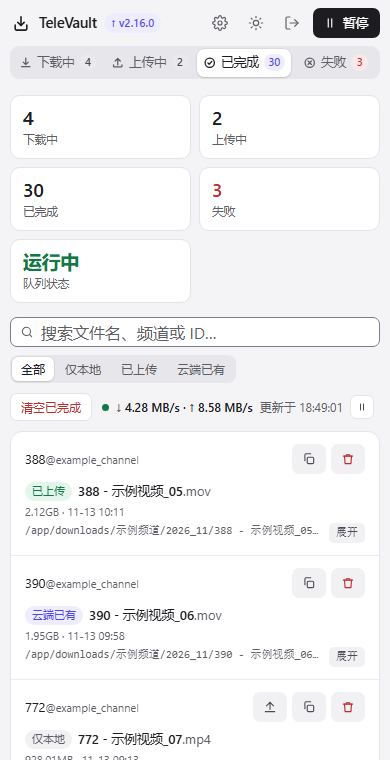 TeleVault ↑ v2.16.0 暂停
下载中 4 上传中 2 已完成 30 失败 3
4
下载中
2
上传中
30
已完成
3
失败
运行中
队列状态
搜索文件名、频道或 ID...
全部 仅本地 已上传 云端已有
清空已完成 ↓ 4.28 MB/s · ↑ 8.58 MB/s 更新于 18:49:01
388@example_channel
已上传 388 - 示例视频_05.mov
2.12GB · 11-13 10:11
/app/downloads/示例频道/2026_11/388 - 示例视频_05… 展开
390@example_channel
云端已有 390 - 示例视频_06.mov
1.95GB · 11-13 09:58
/app/downloads/示例频道/2026_11/390 - 示例视频_06… 展开
772@example_channel
仅本地 772 - 示例视频_07.mp4
928.01MB · 11-13 09:13